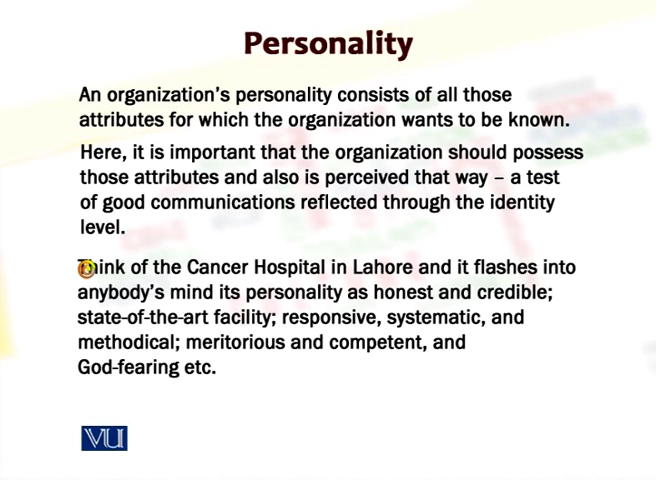 Personality
An organization's personality consists of all those
attributes for which the organization wants to be known.
Here, it is important that the organization should possess
those attributes and also is perceived that way – a test
of good communications reflected through the identity
level.
Think of the Cancer Hospital in Lahore and it flashes into
anybody's mind its personality as honest and credible;
state-of-the-art facility; responsive, systematic, and
methodical; meritorious and competent, and
God-fearing etc.
VU